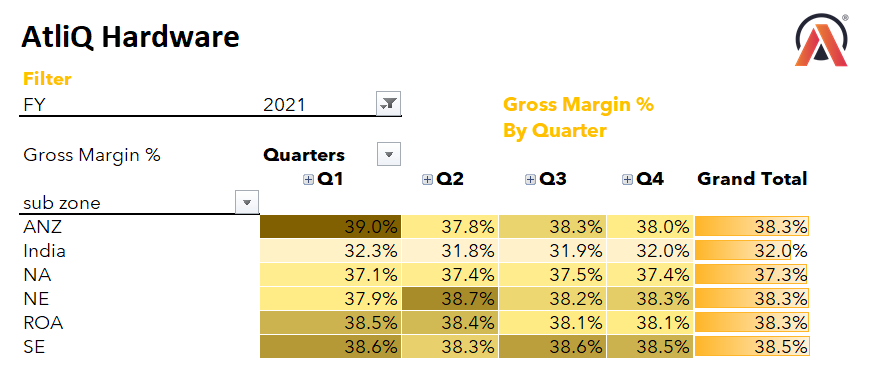 AtliQ Hardware
®
Filter
FY 2021
Gross Margin %
By Quarter
Gross Margin % Quarters
Q1 Q2 Q3 Q4 Grand Total
sub zone
ANZ 39.0% 37.8% 38.3% 38.0% 38.3%
India 32.3% 31.8% 31.9% 32.0% 32.0%
NA 37.1% 37.4% 37.5% 37.4% 37.3%
NE 37.9% 38.7% 38.2% 38.3% 38.3%
ROA 38.5% 38.4% 38.1% 38.1% 38.3%
SE 38.6% 38.3% 38.6% 38.5% 38.5%